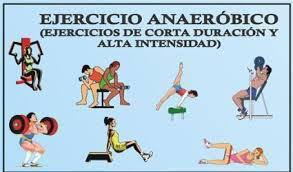 EJERCICIO ANAERÓBICO
(EJERCICIOS DE CORTA DURACIÓN Y
ALTA INTENSIDAD)